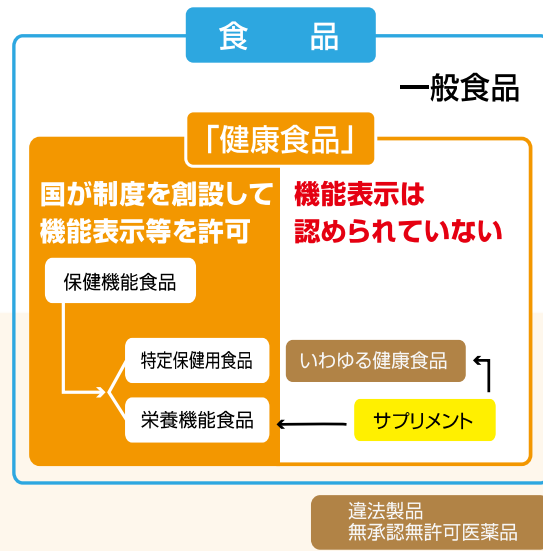 食　品
一般食品
「健康食品」
国が制度を創設して
機能表示等を許可
機能表示は
認められていない
保健機能食品
特定保健用食品
いわゆる健康食品
栄養機能食品
サプリメント
違法製品
無承認無許可医薬品